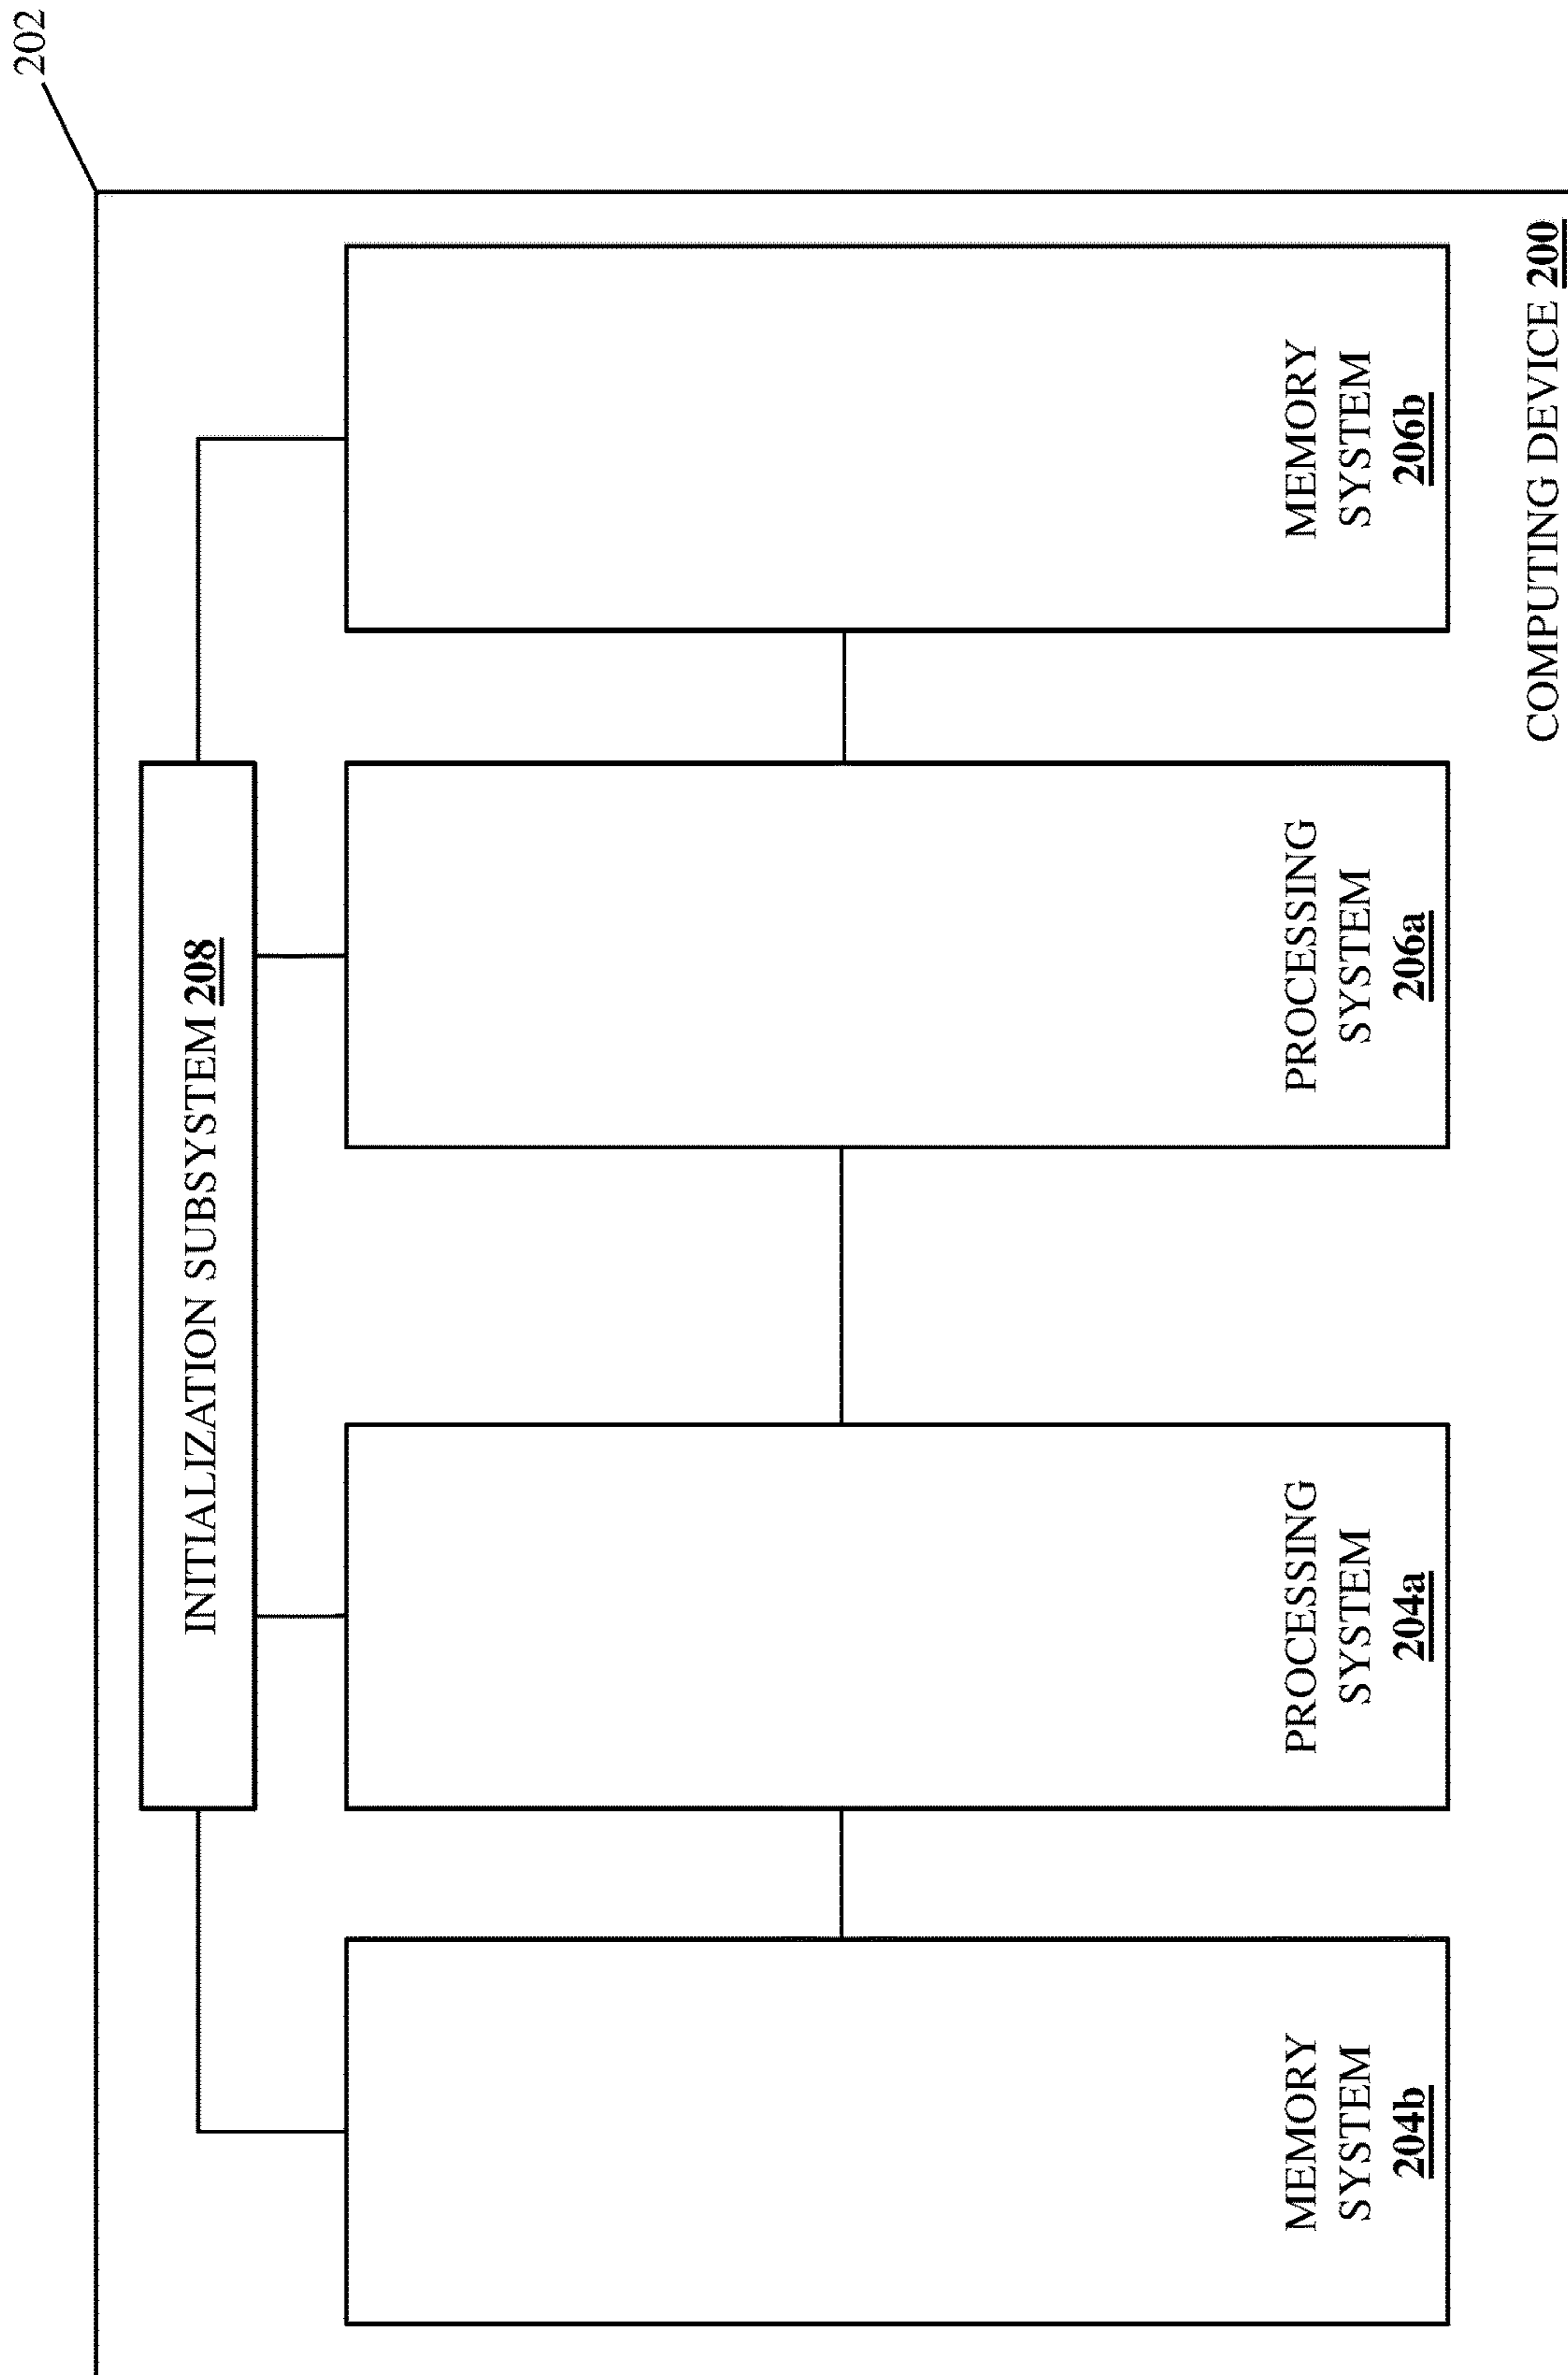 202
INITIALIZATION SUBSYSTEM 208
MEMORY
SYSTEM
204b
PROCESSING
SYSTEM
204a
PROCESSING
SYSTEM
206a
MEMORY
SYSTEM
206b
COMPUTING DEVICE 200